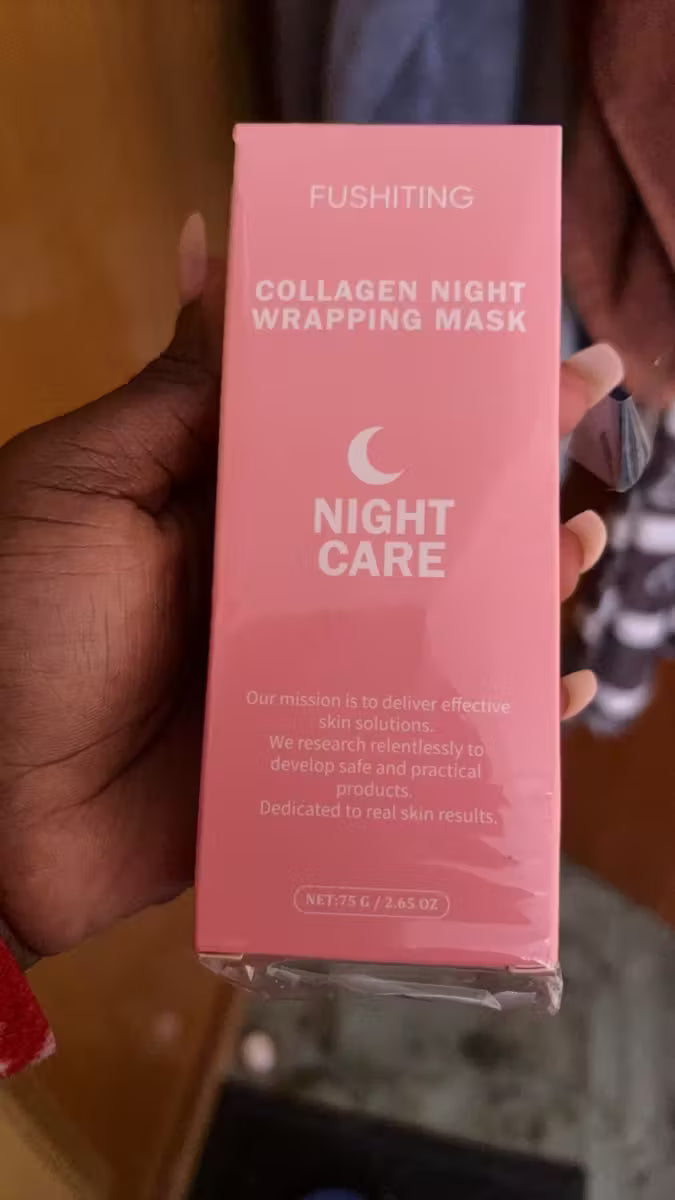 FUSHITING
COLLAGEN NIGHT
WRAPPING MASK
NIGHT
CARE
Our mission is to deliver effective
skin solutions.
We research relentlessly to
develop safe and practical
products.
Dedicated to real skin results.
NET:75 G / 2.65 OZ